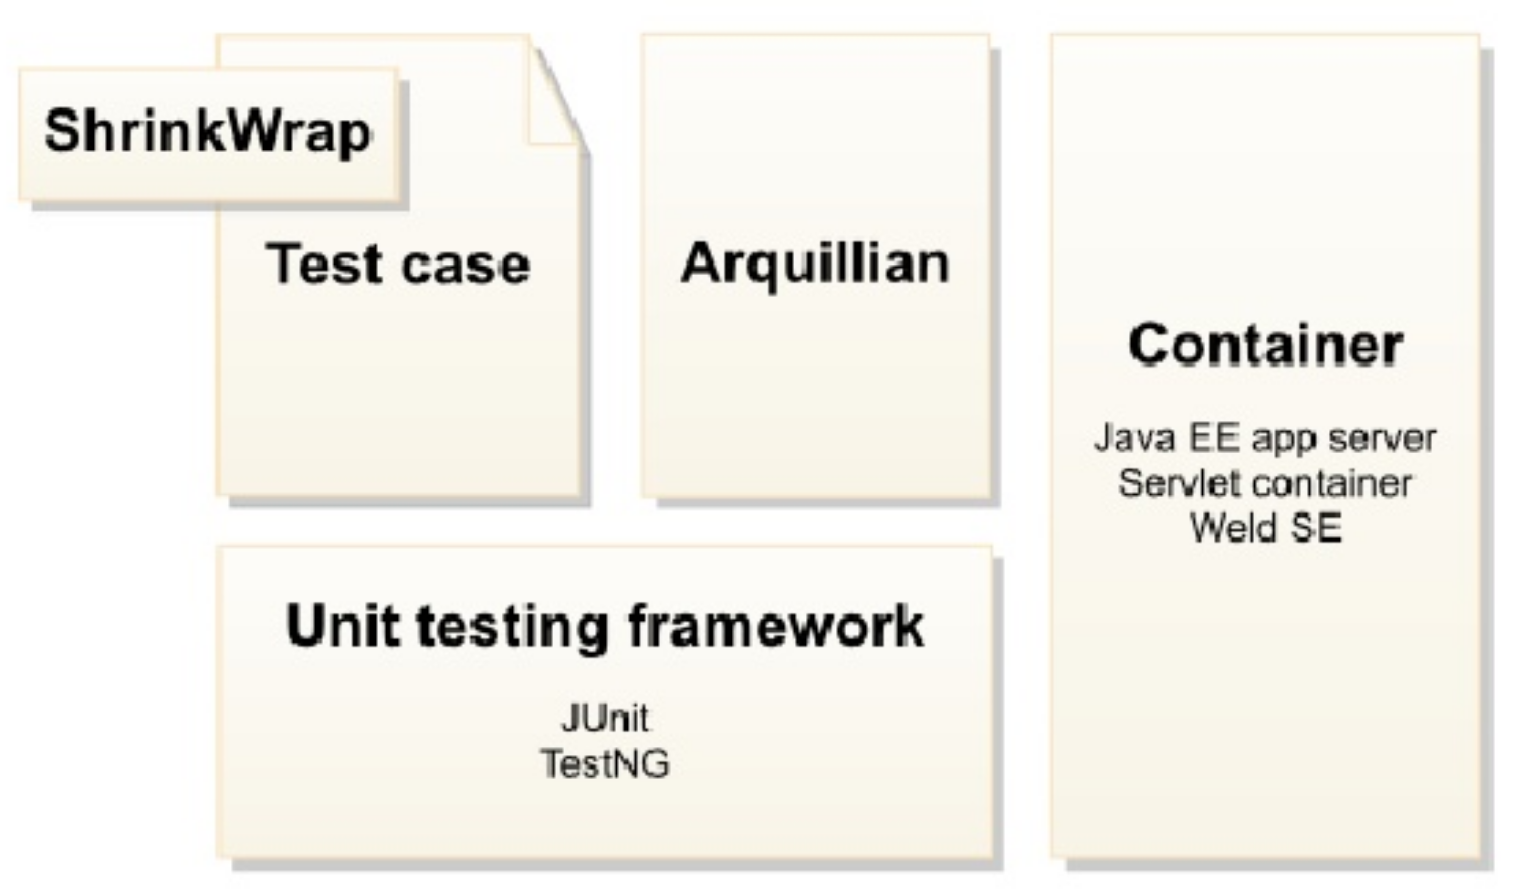 ShrinkWrap
Test case
Arquillian
Container
Java EE app server
Servlet container
Weld SE
Unit testing framework
JUnit
TestNG